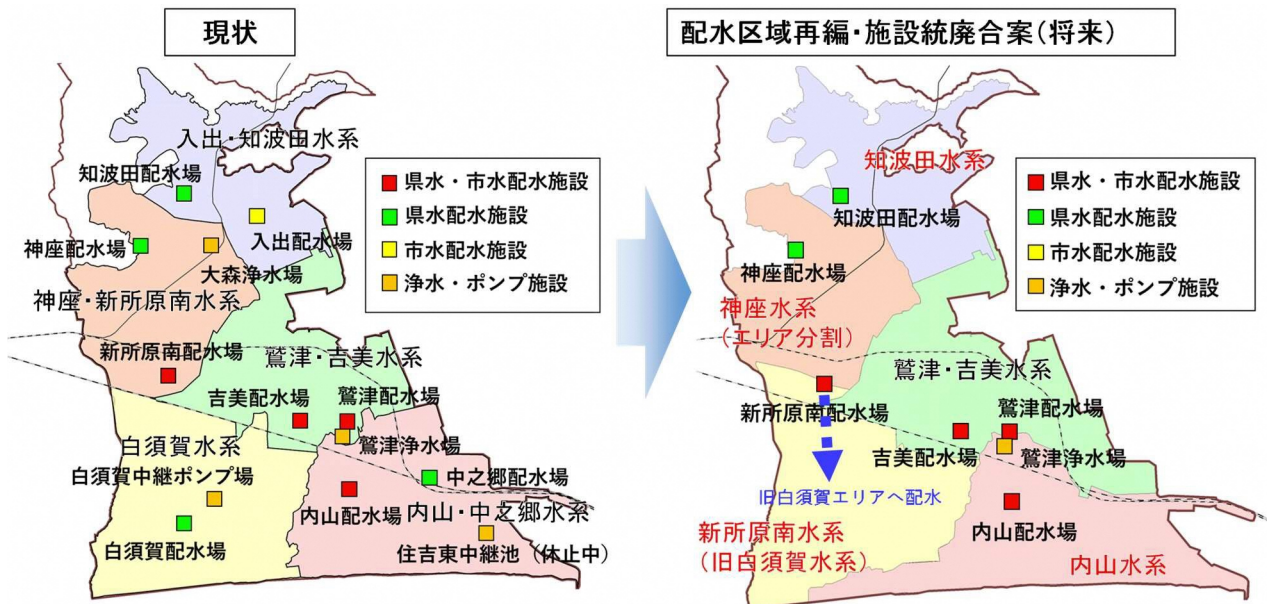 現状
入出・知波田水系
知波田配水場
入出配水場
神座配水場
大森浄水場
神座・新所原南水系
新所原南配水場
鷲津・吉美水系
吉美配水場
鷲津配水場
鷲津浄水場
白須賀水系
白須賀中継ポンプ場
白須賀配水場
中之郷配水場
内山配水場
内山・中之郷水系
住吉東中継池（休止中）
県水・市水配水施設
県水配水施設
市水配水施設
浄水・ポンプ施設
配水区域再編・施設統廃合案（将来）
知波田水系
知波田配水場
神座配水場
神座水系
（エリア分割）
鷲津・吉美水系
新所原南配水場
鷲津配水場
吉美配水場
鷲津浄水場
旧白須賀エリアへ配水
内山配水場
新所原南水系
（旧白須賀水系）
内山水系
県水・市水配水施設
県水配水施設
市水配水施設
浄水・ポンプ施設